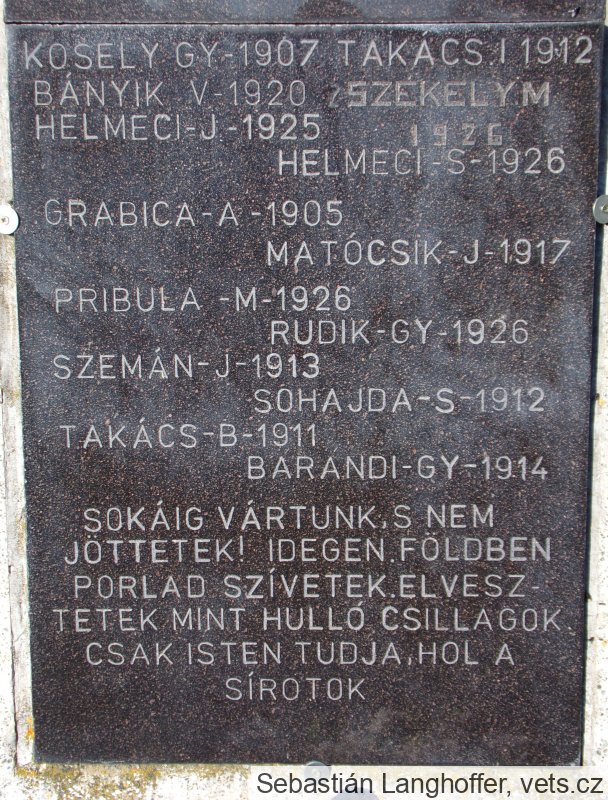 KOSELY GY-1907 TAKÁCS.I 1912
BÁNYIK V-1920 SZÉKELY.M
HELMECI-J.-1925 1926
HELMECI-S-1926
GRABICA-A-1905
MATÓCSIK-J-1917
PRIBULA -M-1926
RUDIK-GY-1926
SZEMÁN-J-1913
SOHAJDA-S-1912
TAKÁCS-B-1911
BARANDI-GY-1914
SOKÁIG VÁRTUNK,S NEM
JÖTTETEK! IDEGEN.FÖLDBEN
PORLAD SZÍVETEK.ELVESZ-
TETEK MINT HULLÓ CSILLAGOK.
CSAK ISTEN TUDJA,HOL A
SÍROTOK
Sebastián Langhoffer, vets.cz